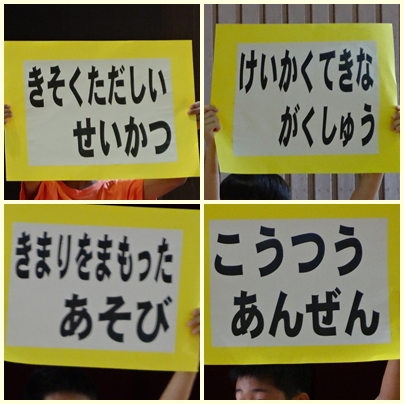 きそくただしい
せいかつ
けいかくてきな
がくしゅう
きまりをまもった
あそび
こうつう
あんぜん